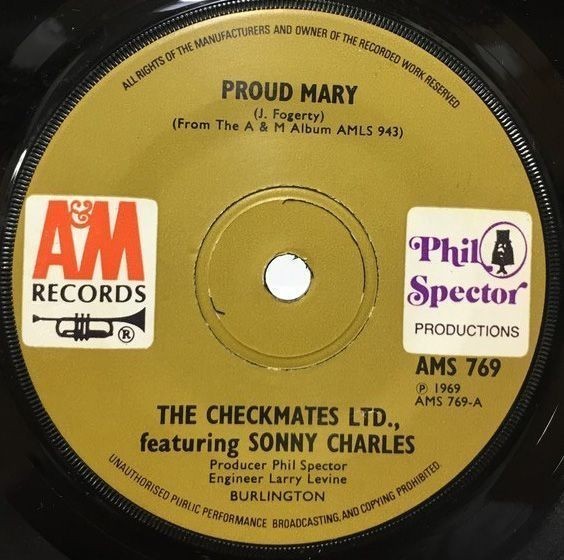 ALL RIGHTS OF THE MANUFACTURERS AND OWNER OF THE RECORDED WORK RESERVED
PROUD MARY
(J. Fogerty)
(From The A & M Album AMLS 943)
A&M
RECORDS
®
Phil
Spector
PRODUCTIONS
AMS 769
℗ 1969
AMS 769-A
THE CHECKMATES LTD.,
featuring SONNY CHARLES
Producer Phil Spector
Engineer Larry Levine
BURLINGTON
UNAUTHORISED PUBLIC PERFORMANCE BROADCASTING, AND COPYING PROHIBITED.